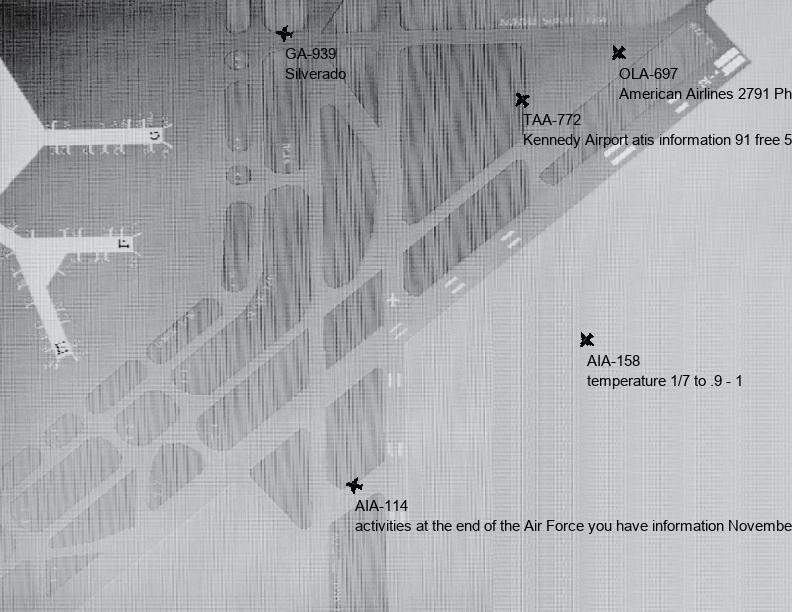 GA-939
Silverado
OLA-697
American Airlines 2791 Ph
TAA-772
Kennedy Airport atis information 91 free 5
AIA-158
temperature 1/7 to .9 - 1
AIA-114
activities at the end of the Air Force you have information Novembe